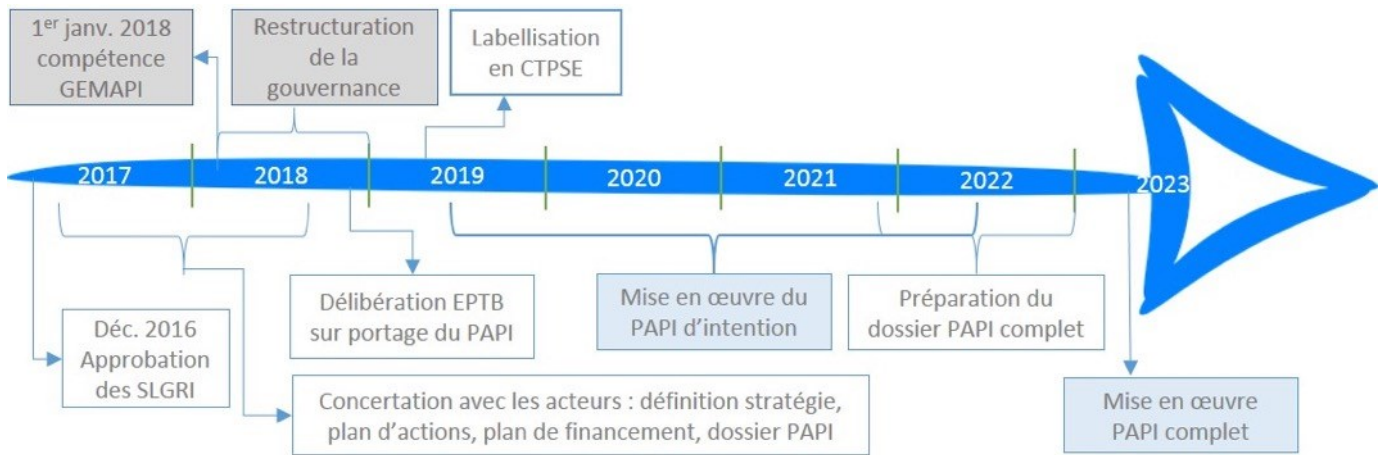 1er janv. 2018
compétence
GEMAPI
Restructuration
de la
gouvernance
Labellisation
en CTPSE
2017
2018
2019
2020
2021
2022
2023
Déc. 2016
Approbation
des SLGRI
Délibération EPTB
sur portage du PAPI
Mise en œuvre du
PAPI d’intention
Préparation du
dossier PAPI complet
Concertation avec les acteurs : définition stratégie,
plan d’actions, plan de financement, dossier PAPI
Mise en œuvre
PAPI complet